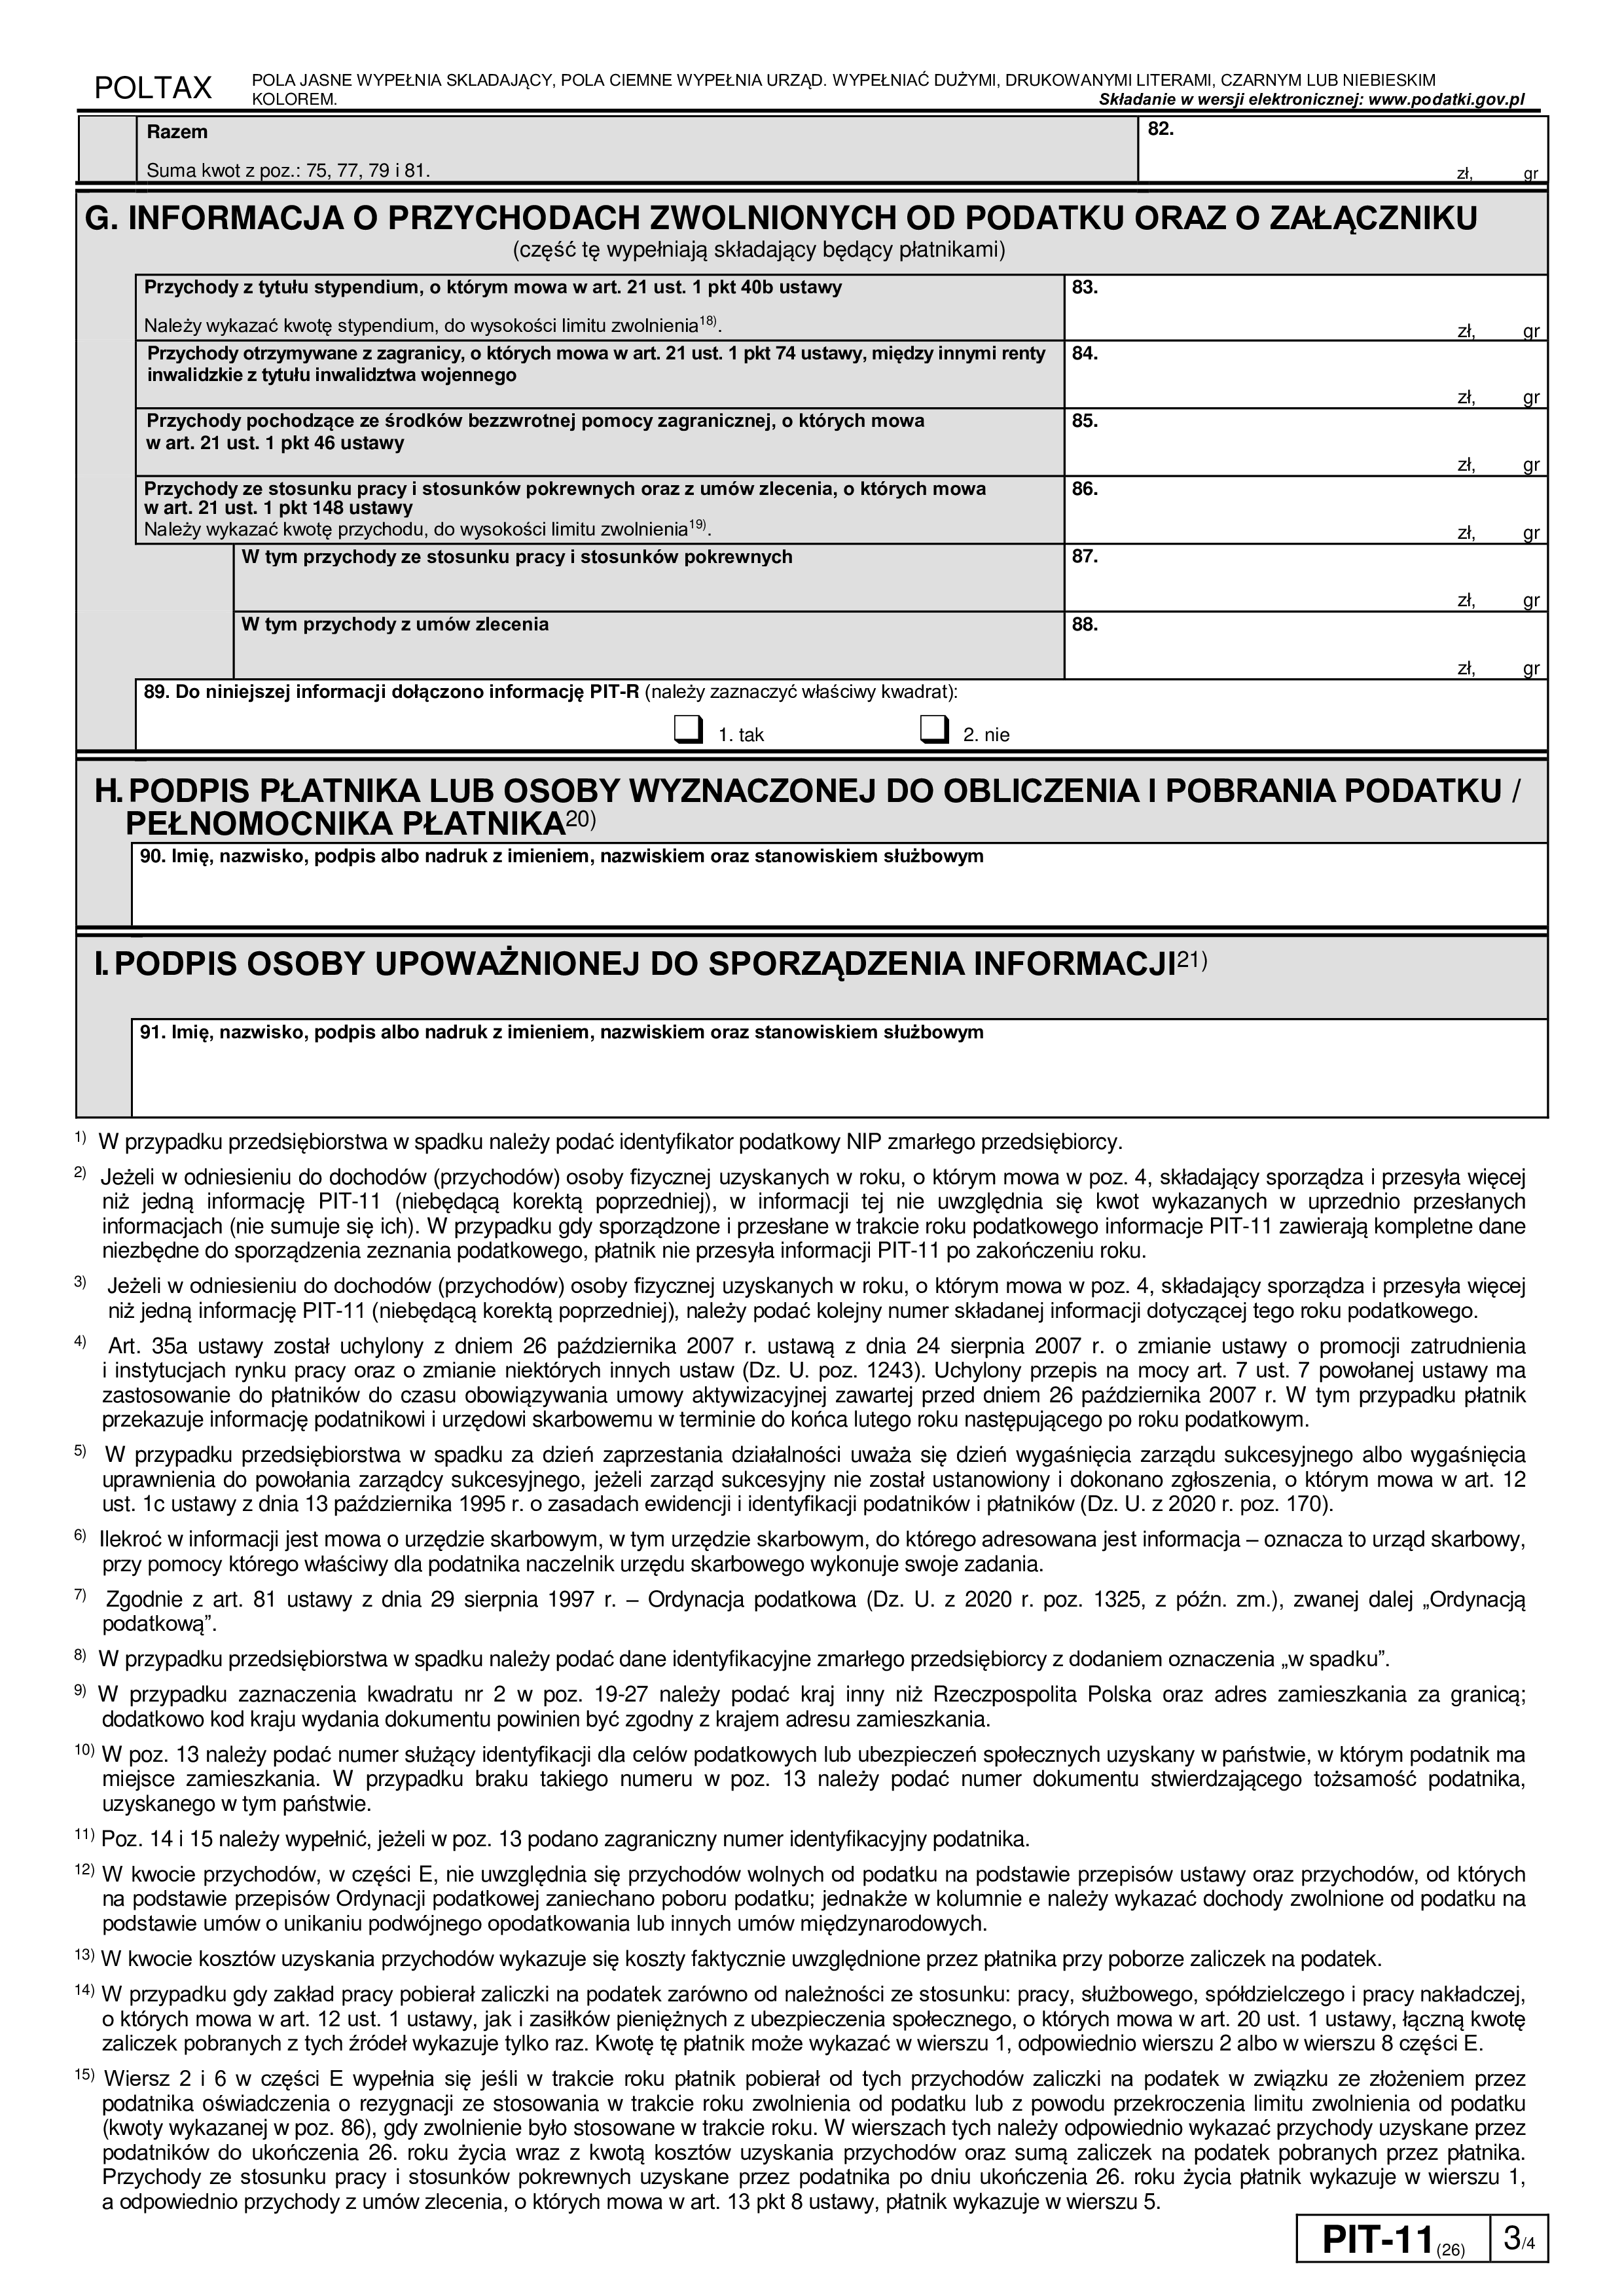 POLTAX
POLA JASNE WYPEŁNIA SKLADAJĄCY, POLA CIEMNE WYPEŁNIA URZĄD. WYPEŁNIAĆ DUŻYMI, DRUKOWANYMI LITERAMI, CZARNYM LUB NIEBIESKIM
KOLOREM.
Składanie w wersji elektronicznej: www.podatki.gov.pl
Razem
Suma kwot z poz.: 75, 77, 79 i 81.
82.
zł, gr
G. INFORMACJA O PRZYCHODACH ZWOLNIONYCH OD PODATKU ORAZ O ZAŁĄCZNIKU
(część tę wypełniają składający będący płatnikami)
Przychody z tytułu stypendium, o którym mowa w art. 21 ust. 1 pkt 40b ustawy
Należy wykazać kwotę stypendium, do wysokości limitu zwolnienia18).
83.
zł, gr
Przychody otrzymywane z zagranicy, o których mowa w art. 21 ust. 1 pkt 74 ustawy, między innymi renty
inwalidzkie z tytułu inwalidztwa wojennego
84.
zł, gr
Przychody pochodzące ze środków bezzwrotnej pomocy zagranicznej, o których mowa
w art. 21 ust. 1 pkt 46 ustawy
85.
zł, gr
Przychody ze stosunku pracy i stosunków pokrewnych oraz z umów zlecenia, o których mowa
w art. 21 ust. 1 pkt 148 ustawy
Należy wykazać kwotę przychodu, do wysokości limitu zwolnienia19).
86.
zł, gr
W tym przychody ze stosunku pracy i stosunków pokrewnych
87.
zł, gr
W tym przychody z umów zlecenia
88.
zł, gr
89. Do niniejszej informacji dołączono informację PIT-R (należy zaznaczyć właściwy kwadrat):
1. tak 2. nie
H. PODPIS PŁATNIKA LUB OSOBY WYZNACZONEJ DO OBLICZENIA I POBRANIA PODATKU /
PEŁNOMOCNIKA PŁATNIKA20)
90. Imię, nazwisko, podpis albo nadruk z imieniem, nazwiskiem oraz stanowiskiem służbowym
I. PODPIS OSOBY UPOWAŻNIONEJ DO SPORZĄDZENIA INFORMACJI21)
91. Imię, nazwisko, podpis albo nadruk z imieniem, nazwiskiem oraz stanowiskiem służbowym
1) W przypadku przedsiębiorstwa w spadku należy podać identyfikator podatkowy NIP zmarłego przedsiębiorcy.
2) Jeżeli w odniesieniu do dochodów (przychodów) osoby fizycznej uzyskanych w roku, o którym mowa w poz. 4, składający sporządza i przesyła więcej
niż jedną informację PIT-11 (niebędącą korektą poprzedniej), w informacji tej nie uwzględnia się kwot wykazanych w uprzednio przesłanych
informacjach (nie sumuje się ich). W przypadku gdy sporządzone i przesłane w trakcie roku podatkowego informacje PIT-11 zawierają kompletne dane
niezbędne do sporządzenia zeznania podatkowego, płatnik nie przesyła informacji PIT-11 po zakończeniu roku.
3) Jeżeli w odniesieniu do dochodów (przychodów) osoby fizycznej uzyskanych w roku, o którym mowa w poz. 4, składający sporządza i przesyła więcej
niż jedną informację PIT-11 (niebędącą korektą poprzedniej), należy podać kolejny numer składanej informacji dotyczącej tego roku podatkowego.
4) Art. 35a ustawy został uchylony z dniem 26 października 2007 r. ustawą z dnia 24 sierpnia 2007 r. o zmianie ustawy o promocji zatrudnienia
i instytucjach rynku pracy oraz o zmianie niektórych innych ustaw (Dz. U. poz. 1243). Uchylony przepis na mocy art. 7 ust. 7 powołanej ustawy ma
zastosowanie do płatników do czasu obowiązywania umowy aktywizacyjnej zawartej przed dniem 26 października 2007 r. W tym przypadku płatnik
przekazuje informację podatnikowi i urzędowi skarbowemu w terminie do końca lutego roku następującego po roku podatkowym.
5) W przypadku przedsiębiorstwa w spadku za dzień zaprzestania działalności uważa się dzień wygaśnięcia zarządu sukcesyjnego albo wygaśnięcia
uprawnienia do powołania zarządcy sukcesyjnego, jeżeli zarząd sukcesyjny nie został ustanowiony i dokonano zgłoszenia, o którym mowa w art. 12
ust. 1c ustawy z dnia 13 października 1995 r. o zasadach ewidencji i identyfikacji podatników i płatników (Dz. U. z 2020 r. poz. 170).
6) Ilekroć w informacji jest mowa o urzędzie skarbowym, w tym urzędzie skarbowym, do którego adresowana jest informacja – oznacza to urząd skarbowy,
przy pomocy którego właściwy dla podatnika naczelnik urzędu skarbowego wykonuje swoje zadania.
7) Zgodnie z art. 81 ustawy z dnia 29 sierpnia 1997 r. – Ordynacja podatkowa (Dz. U. z 2020 r. poz. 1325, z późn. zm.), zwanej dalej „Ordynacją
podatkową”.
8) W przypadku przedsiębiorstwa w spadku należy podać dane identyfikacyjne zmarłego przedsiębiorcy z dodaniem oznaczenia „w spadku”.
9) W przypadku zaznaczenia kwadratu nr 2 w poz. 19-27 należy podać kraj inny niż Rzeczpospolita Polska oraz adres zamieszkania za granicą;
dodatkowo kod kraju wydania dokumentu powinien być zgodny z krajem adresu zamieszkania.
10) W poz. 13 należy podać numer służący identyfikacji dla celów podatkowych lub ubezpieczeń społecznych uzyskany w państwie, w którym podatnik ma
miejsce zamieszkania. W przypadku braku takiego numeru w poz. 13 należy podać numer dokumentu stwierdzającego tożsamość podatnika,
uzyskanego w tym państwie.
11) Poz. 14 i 15 należy wypełnić, jeżeli w poz. 13 podano zagraniczny numer identyfikacyjny podatnika.
12) W kwocie przychodów, w części E, nie uwzględnia się przychodów wolnych od podatku na podstawie przepisów ustawy oraz przychodów, od których
na podstawie przepisów Ordynacji podatkowej zaniechano poboru podatku; jednakże w kolumnie e należy wykazać dochody zwolnione od podatku na
podstawie umów o unikaniu podwójnego opodatkowania lub innych umów międzynarodowych.
13) W kwocie kosztów uzyskania przychodów wykazuje się koszty faktycznie uwzględnione przez płatnika przy poborze zaliczek na podatek.
14) W przypadku gdy zakład pracy pobierał zaliczki na podatek zarówno od należności ze stosunku: pracy, służbowego, spółdzielczego i pracy nakładczej,
o których mowa w art. 12 ust. 1 ustawy, jak i zasiłków pieniężnych z ubezpieczenia społecznego, o których mowa w art. 20 ust. 1 ustawy, łączną kwotę
zaliczek pobranych z tych źródeł wykazuje tylko raz. Kwotę tę płatnik może wykazać w wierszu 1, odpowiednio wierszu 2 albo w wierszu 8 części E.
15) Wiersz 2 i 6 w części E wypełnia się jeśli w trakcie roku płatnik pobierał od tych przychodów zaliczki na podatek w związku ze złożeniem przez
podatnika oświadczenia o rezygnacji ze stosowania w trakcie roku zwolnienia od podatku lub z powodu przekroczenia limitu zwolnienia od podatku
(kwoty wykazanej w poz. 86), gdy zwolnienie było stosowane w trakcie roku. W wierszach tych należy odpowiednio wykazać przychody uzyskane przez
podatników do ukończenia 26. roku życia wraz z kwotą kosztów uzyskania przychodów oraz sumą zaliczek na podatek pobranych przez płatnika.
Przychody ze stosunku pracy i stosunków pokrewnych uzyskane przez podatnika po dniu ukończenia 26. roku życia płatnik wykazuje w wierszu 1,
a odpowiednio przychody z umów zlecenia, o których mowa w art. 13 pkt 8 ustawy, płatnik wykazuje w wierszu 5.
PIT-11(26) 3/4